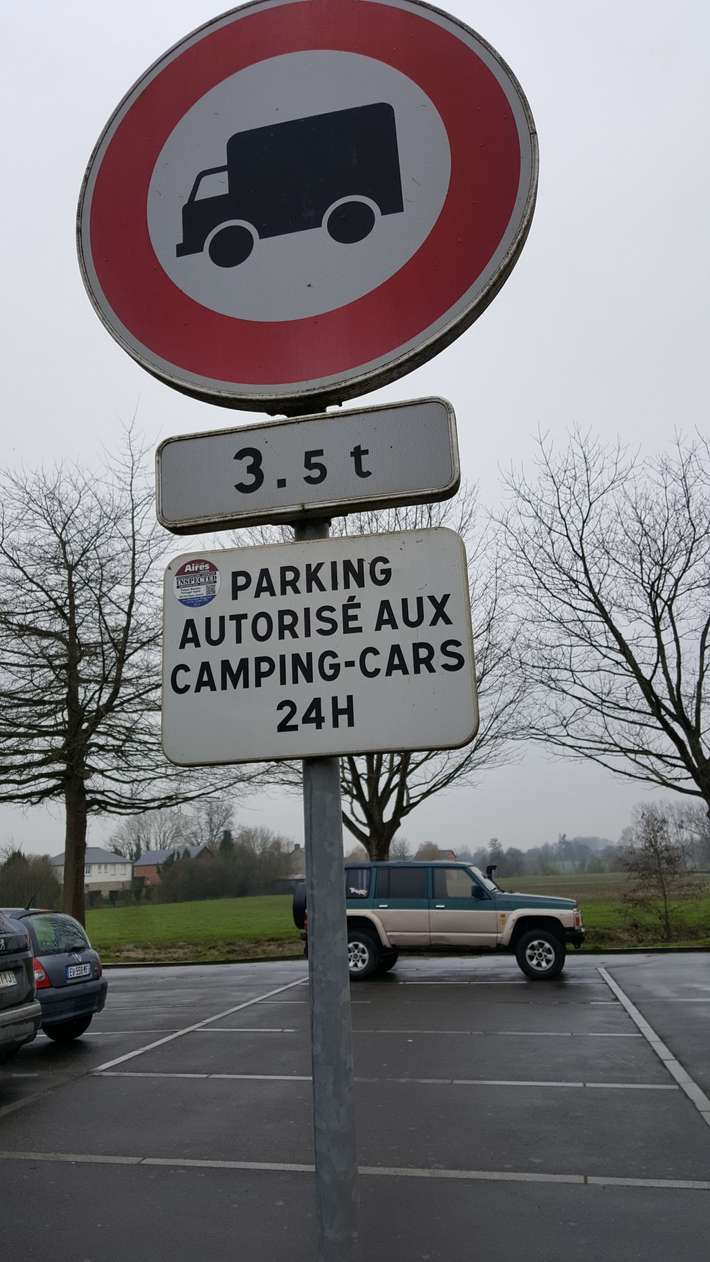 3.5 t
Aires
INSPECTED
PARKING
AUTORISÉ AUX
CAMPING-CARS
24H